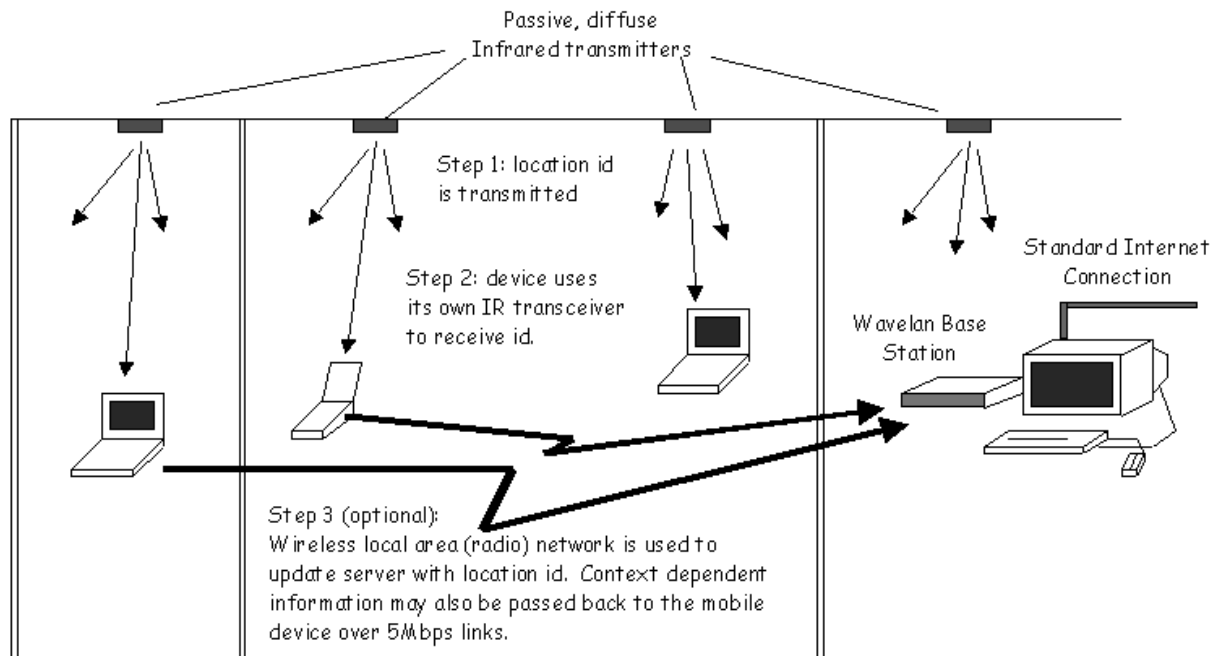 Passive, diffuse
Infrared transmitters
Step 1: location id
is transmitted
Step 2: device uses
its own IR transceiver
to receive id.
Standard Internet
Connection
Wavelan Base
Station
Step 3 (optional):
Wireless local area (radio) network is used to
update server with location id. Context dependent
information may also be passed back to the mobile
device over 5Mbps links.